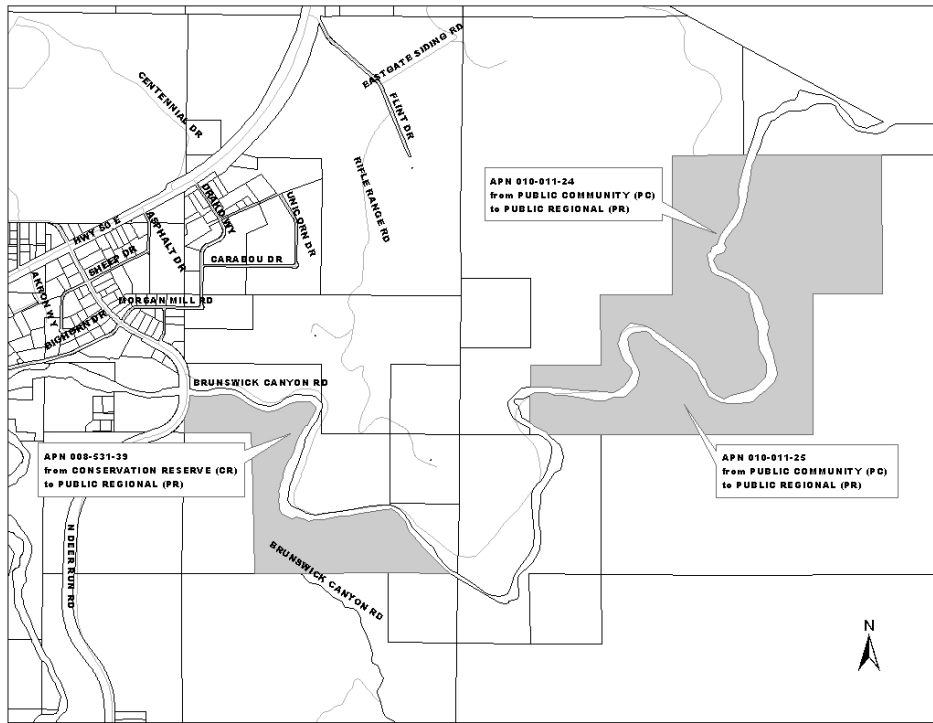 EASTGATE SIDING RD
CENTENNIAL DR
FLINT DR
RIFLE RANGE RD
APN 010-011-24
from PUBLIC COMMUNITY (PC)
to PUBLIC REGIONAL (PR)
DRAKO WY
UNICORN DR
ASPHALT DR
HWY 50 E
SHEEP DR
CARABOU DR
AKRON WY
MORGAN MILL RD
BIGHORN DR
BRUNSWICK CANYON RD
APN 008-531-39
from CONSERVATION RESERVE (CR)
to PUBLIC REGIONAL (PR)
APN 010-011-25
from PUBLIC COMMUNITY (PC)
to PUBLIC REGIONAL (PR)
N DEER RUN RD
BRUNSWICK CANYON RD
N